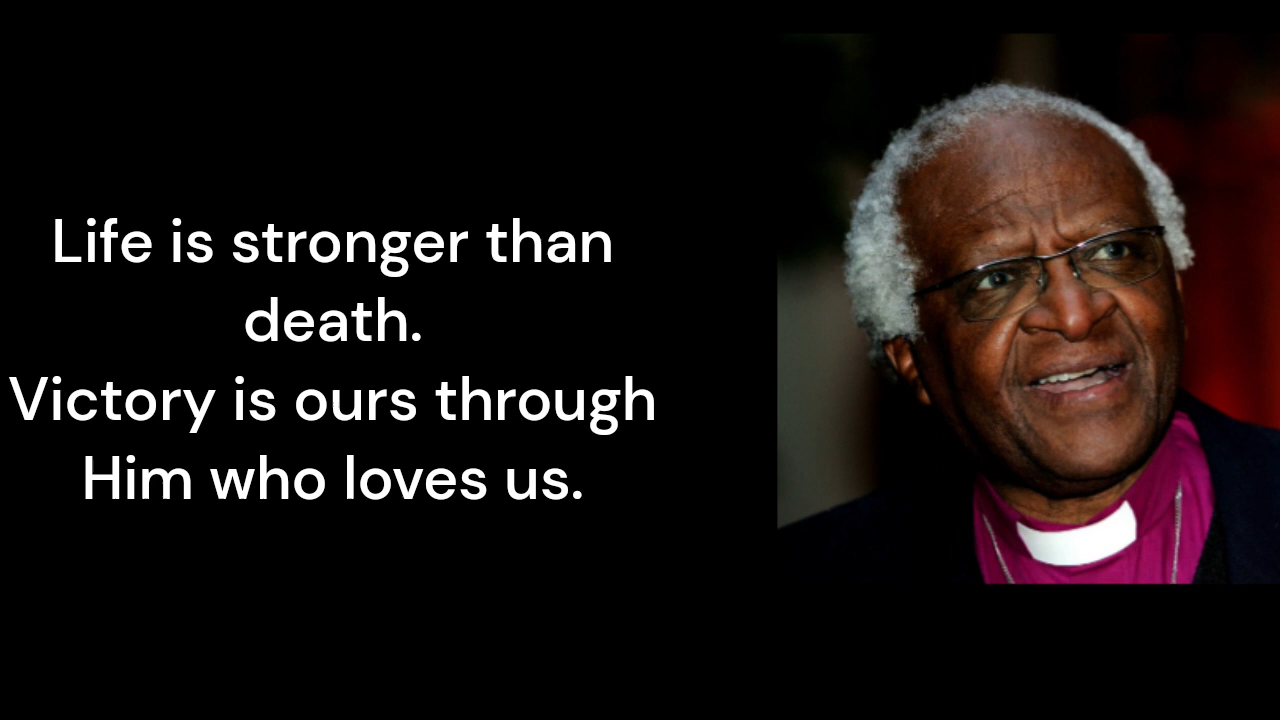 Life is stronger than
death.
Victory is ours through
Him who loves us.